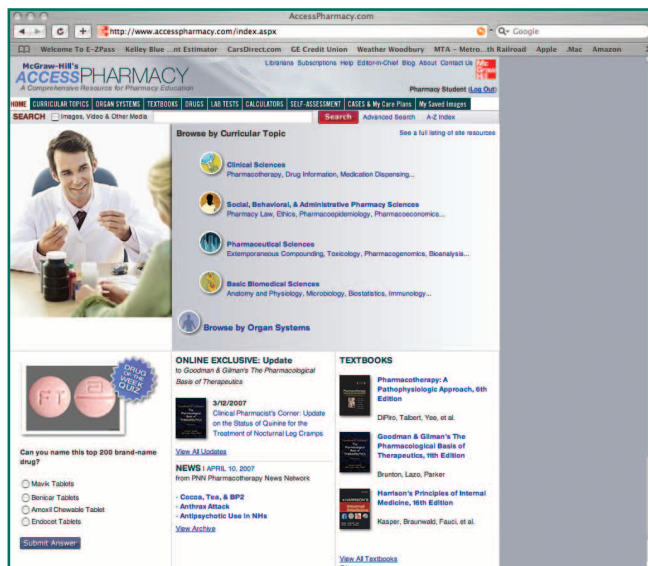 AccessPharmacy.com
http://www.accesspharmacy.com/index.aspx
Google
Welcome To E-ZPass Kelley Blue ...nt Estimator CarsDirect.com GE Credit Union Weather Woodbury MTA – Metro...th Railroad Apple .Mac Amazon
McGraw-Hill's
ACCESSPHARMACY
A Comprehensive Resource for Pharmacy Education
Librarians Subscriptions Help Editor-in-Chief Blog About Contact Us
Mc
Graw
Hill
Pharmacy Student (Log Out)
HOME CURRICULAR TOPICS ORGAN SYSTEMS TEXTBOOKS DRUGS LAB TESTS CALCULATORS SELF-ASSESSMENT CASES & My Care Plans My Saved Images
SEARCH Images, Video & Other Media Search Advanced Search A-Z Index
Browse by Curricular Topic
See a full listing of site resources
Clinical Sciences
Pharmacotherapy, Drug Information, Medication Dispensing...
Social, Behavioral, & Administrative Pharmacy Sciences
Pharmacy Law, Ethics, Pharmacoepidemiology, Pharmacoeconomics...
Pharmaceutical Sciences
Extemporaneous Compounding, Toxicology, Pharmacogenomics, Bioanalysis...
Basic Biomedical Sciences
Anatomy and Physiology, Microbiology, Biostatistics, Immunology...
Browse by Organ Systems
DRUG
OF THE
WEEK
QUIZ
FT a
Can you name this top 200 brand-name
drug?
Mavik Tablets
Benicar Tablets
Amoxil Chewable Tablet
Endocet Tablets
Submit Answer
ONLINE EXCLUSIVE: Update
to Goodman & Gilman's The Pharmacological
Basis of Therapeutics
3/12/2007
Clinical Pharmacist's Corner: Update
on the Status of Quinine for the
Treatment of Nocturnal Leg Cramps
View All Updates
NEWS | APRIL 10, 2007
from PNN Pharmacotherapy News Network
- Cocoa, Tea, & BP2
- Anthrax Attack
- Antipsychotic Use in NHs
View Archive
TEXTBOOKS
Pharmacotherapy: A
Pathophysiologic Approach, 6th
Edition
DiPiro, Talbert, Yee, et al.
Goodman & Gilman's The
Pharmacological Basis of
Therapeutics, 11th Edition
Brunton, Lazo, Parker
Harrison's Principles of Internal
Medicine, 16th Edition
Kasper, Braunwald, Fauci, et al.
View All Textbooks